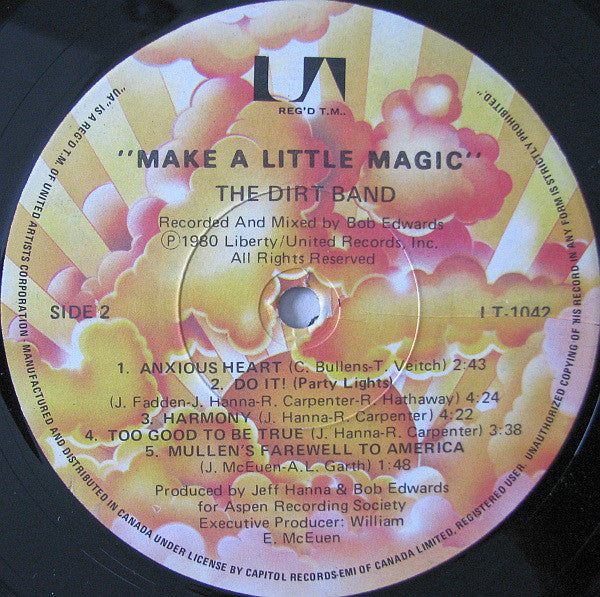 UA
REG'D T.M..
"MAKE A LITTLE MAGIC"
THE DIRT BAND
Recorded And Mixed by Bob Edwards
Ⓟ1980 Liberty/United Records, Inc.
All Rights Reserved
SIDE 2
LT-1042
1. ANXIOUS HEART (C. Bullens-T. Veitch) 2:43
2. DO IT! (Party Lights)
(J. Fadden-J. Hanna-R. Carpenter-R. Hathaway) 4:24
3. HARMONY (J. Hanna-R. Carpenter) 4:22
4. TOO GOOD TO BE TRUE (J. Hanna-R. Carpenter) 3:38
5. MULLEN'S FAREWELL TO AMERICA
(J. McEuen-A.L. Garth) 1:48
Produced by Jeff Hanna & Bob Edwards
for Aspen Recording Society
Executive Producer: William
E. McEuen
"UA" IS A REG'D. T.M. OF UNITED ARTISTS CORPORATION · MANUFACTURED AND DISTRIBUTED IN CANADA UNDER LICENSE BY CAPITOL RECORDS-EMI OF CANADA LIMITED, REGISTERED USER. UNAUTHORIZED COPYING OF THIS RECORD IN ANY FORM IS STRICTLY PROHIBITED"